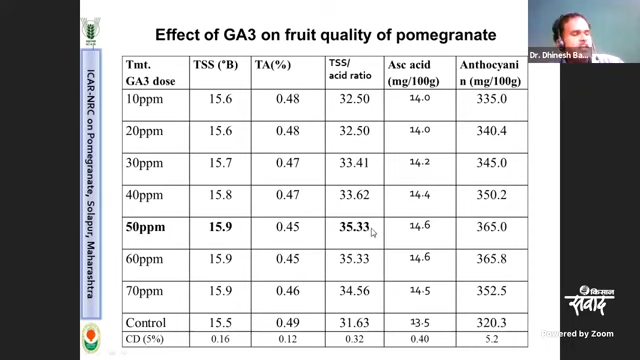 Effect of GA3 on fruit quality of pomegranate
Dr. Dhinesh Ba...
ICAR-NRC on Pomegranate, Solapur, Maharashtra
Tmt. GA3 dose TSS (°B) TA(%) TSS/ acid ratio Asc acid (mg/100g) Anthocyani n (mg/100g)
10ppm 15.6 0.48 32.50 14.0 335.0
20ppm 15.6 0.48 32.50 14.0 340.4
30ppm 15.7 0.47 33.41 14.2 345.0
40ppm 15.8 0.47 33.62 14.4 350.2
50ppm 15.9 0.45 35.33 14.6 365.0
60ppm 15.9 0.45 35.33 14.6 365.8
70ppm 15.9 0.46 34.56 14.5 352.5
Control 15.5 0.49 31.63 13.5 320.3
CD (5%) 0.16 0.12 0.32 0.40 5.2
किसान
संवाद
Powered by Zoom